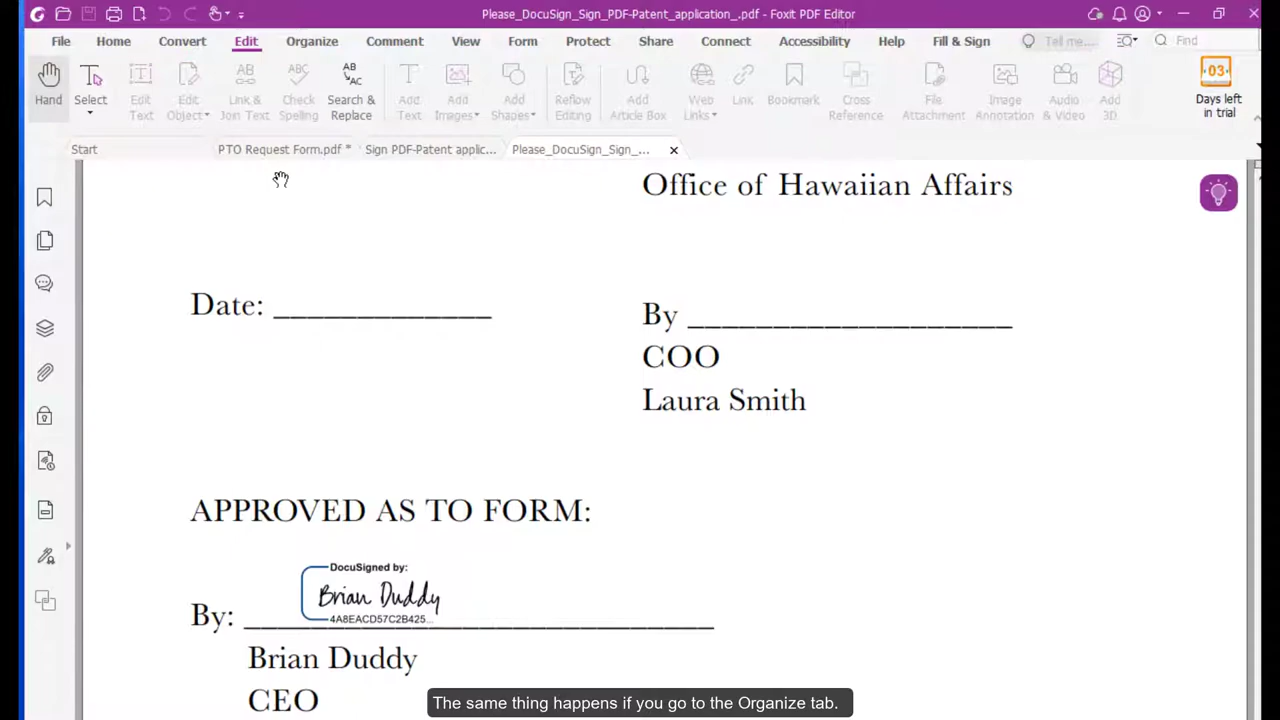 Please_DocuSign_Sign_PDF-Patent_application_.pdf - Foxit PDF Editor
File Home Convert Edit Organize Comment View Form Protect Share Connect Accessibility Help Fill & Sign Tell me... Find
Hand
Select
Edit Text
Edit Object
Link & Join Text
Check Spelling
Search & Replace
Add Text
Add Images
Add Shapes
Reflow Editing
Add Article Box
Web Links
Link
Bookmark
Cross Reference
File Attachment
Image Annotation
Audio & Video
Add 3D
03
Days left in trial
Start PTO Request Form.pdf * Sign PDF-Patent applic... Please_DocuSign_Sign_...
Office of Hawaiian Affairs
Date: _____________
By ___________________
COO
Laura Smith
APPROVED AS TO FORM:
DocuSigned by:
Brian Duddy
4A8EACD57C2B425...
By: ____________________________
Brian Duddy
CEO
The same thing happens if you go to the Organize tab.